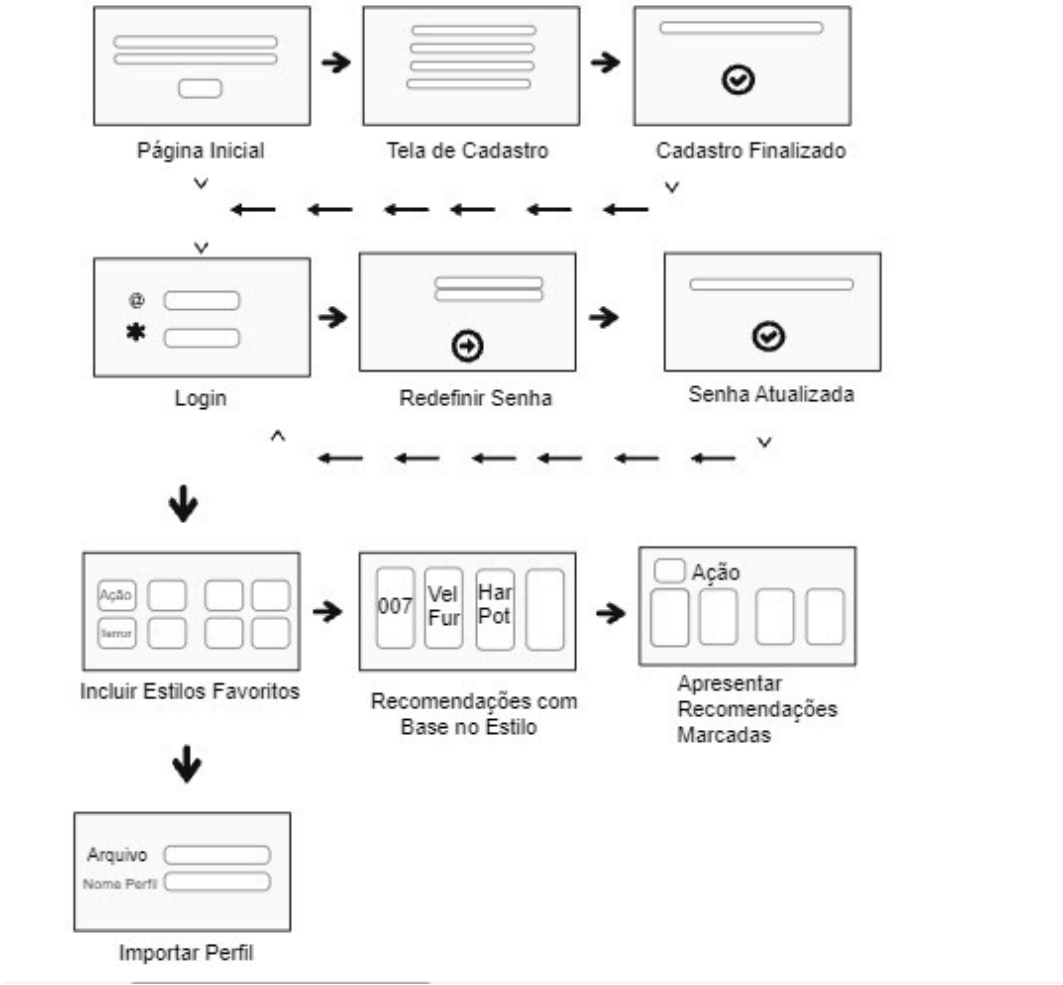 Página Inicial
Tela de Cadastro
Cadastro Finalizado
@
*
Login
Redefinir Senha
Senha Atualizada
Ação
Terror
Incluir Estilos Favoritos
007
Vel
Fur
Har
Pot
Recomendações com
Base no Estilo
Ação
Apresentar
Recomendações
Marcadas
Arquivo
Nome Perfil
Importar Perfil